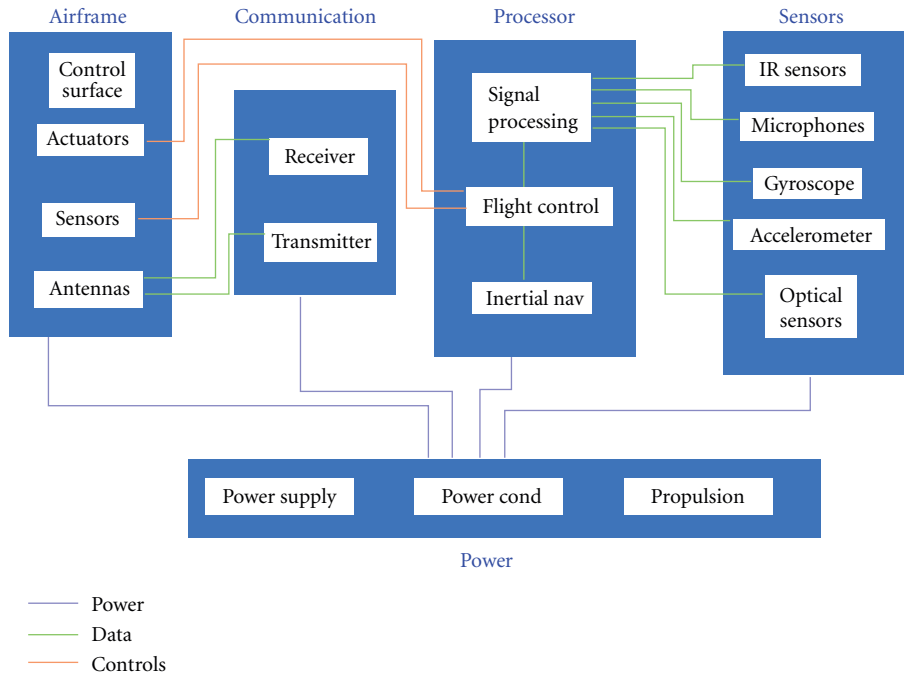 Airframe
Communication
Processor
Sensors
Control
surface
Actuators
Sensors
Antennas
Receiver
Transmitter
Signal
processing
Flight control
Inertial nav
IR sensors
Microphones
Gyroscope
Accelerometer
Optical
sensors
Power supply
Power cond
Propulsion
Power
Power
Data
Controls